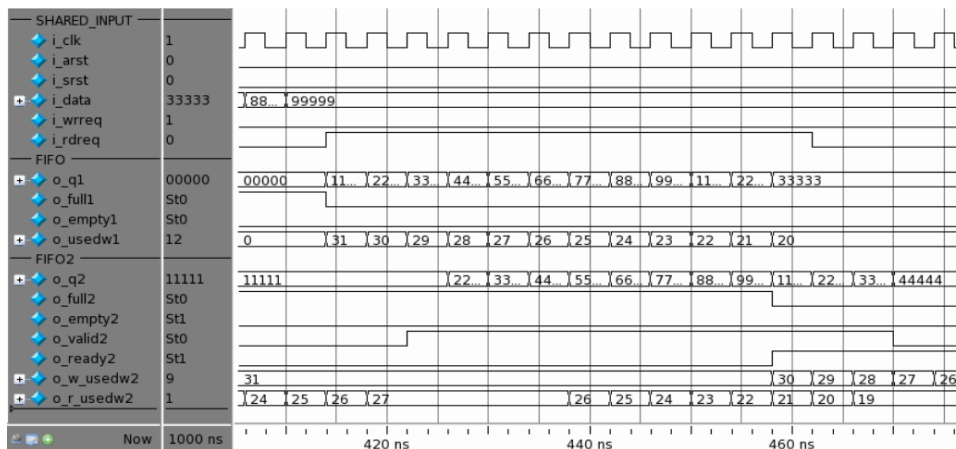 SHARED_INPUT
i_clk 1
i_arst 0
i_srst 0
i_data 33333 88... 99999
i_wrreq 1
i_rdreq 0
FIFO
o_q1 00000 00000 11... 22... 33... 44... 55... 66... 77... 88... 99... 11... 22... 33333
o_full1 St0
o_empty1 St0
o_usedw1 12 0 31 30 29 28 27 26 25 24 23 22 21 20
FIFO2
o_q2 11111 11111 22... 33... 44... 55... 66... 77... 88... 99... 11... 22... 33... 44444
o_full2 St0
o_empty2 St1
o_valid2 St0
o_ready2 St1
o_w_usedw2 9 31 30 29 28 27 26
o_r_usedw2 1 24 25 26 27 26 25 24 23 22 21 20 19
Now 1000 ns 420 ns 440 ns 460 ns